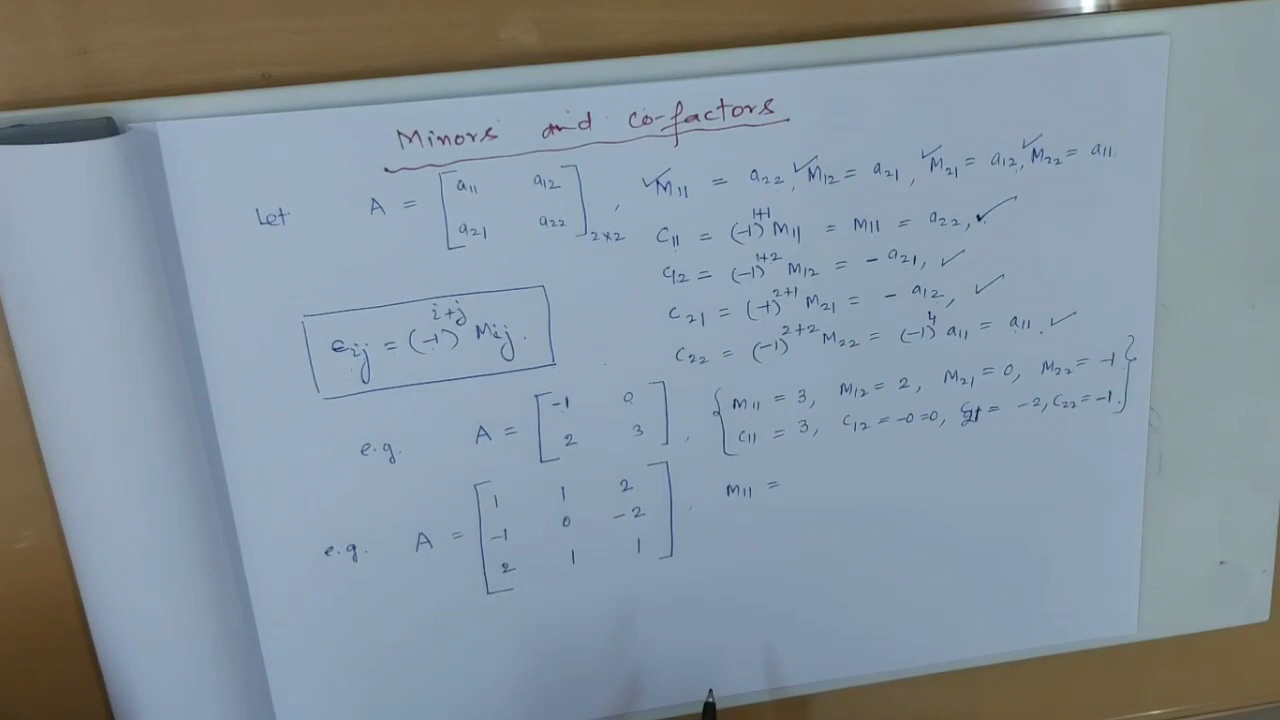 Minors and co-factors
Let A = [ a11 a12
a21 a22 ]2×2 , ✓M11 = a22, ✓M12 = a21, ✓M21 = a12, ✓M22 = a11
C11 = (-1)^1+1 M11 = M11 = a22, ✓
C12 = (-1)^1+2 M12 = - a21, ✓
C21 = (-1)^2+1 M21 = - a12, ✓
C22 = (-1)^2+2 M22 = (-1)^4 a11 = a11. ✓
Cij = (-1)^i+j Mij.
e.g. A = [ -1 0
2 3 ] , { M11 = 3, M12 = 2, M21 = 0, M22 = -1
C11 = 3, C12 = -0 = 0, C21 = -2, C22 = -1. }
e.g. A = [ 1 1 2
-1 0 -2
2 1 1 ] . M11 =